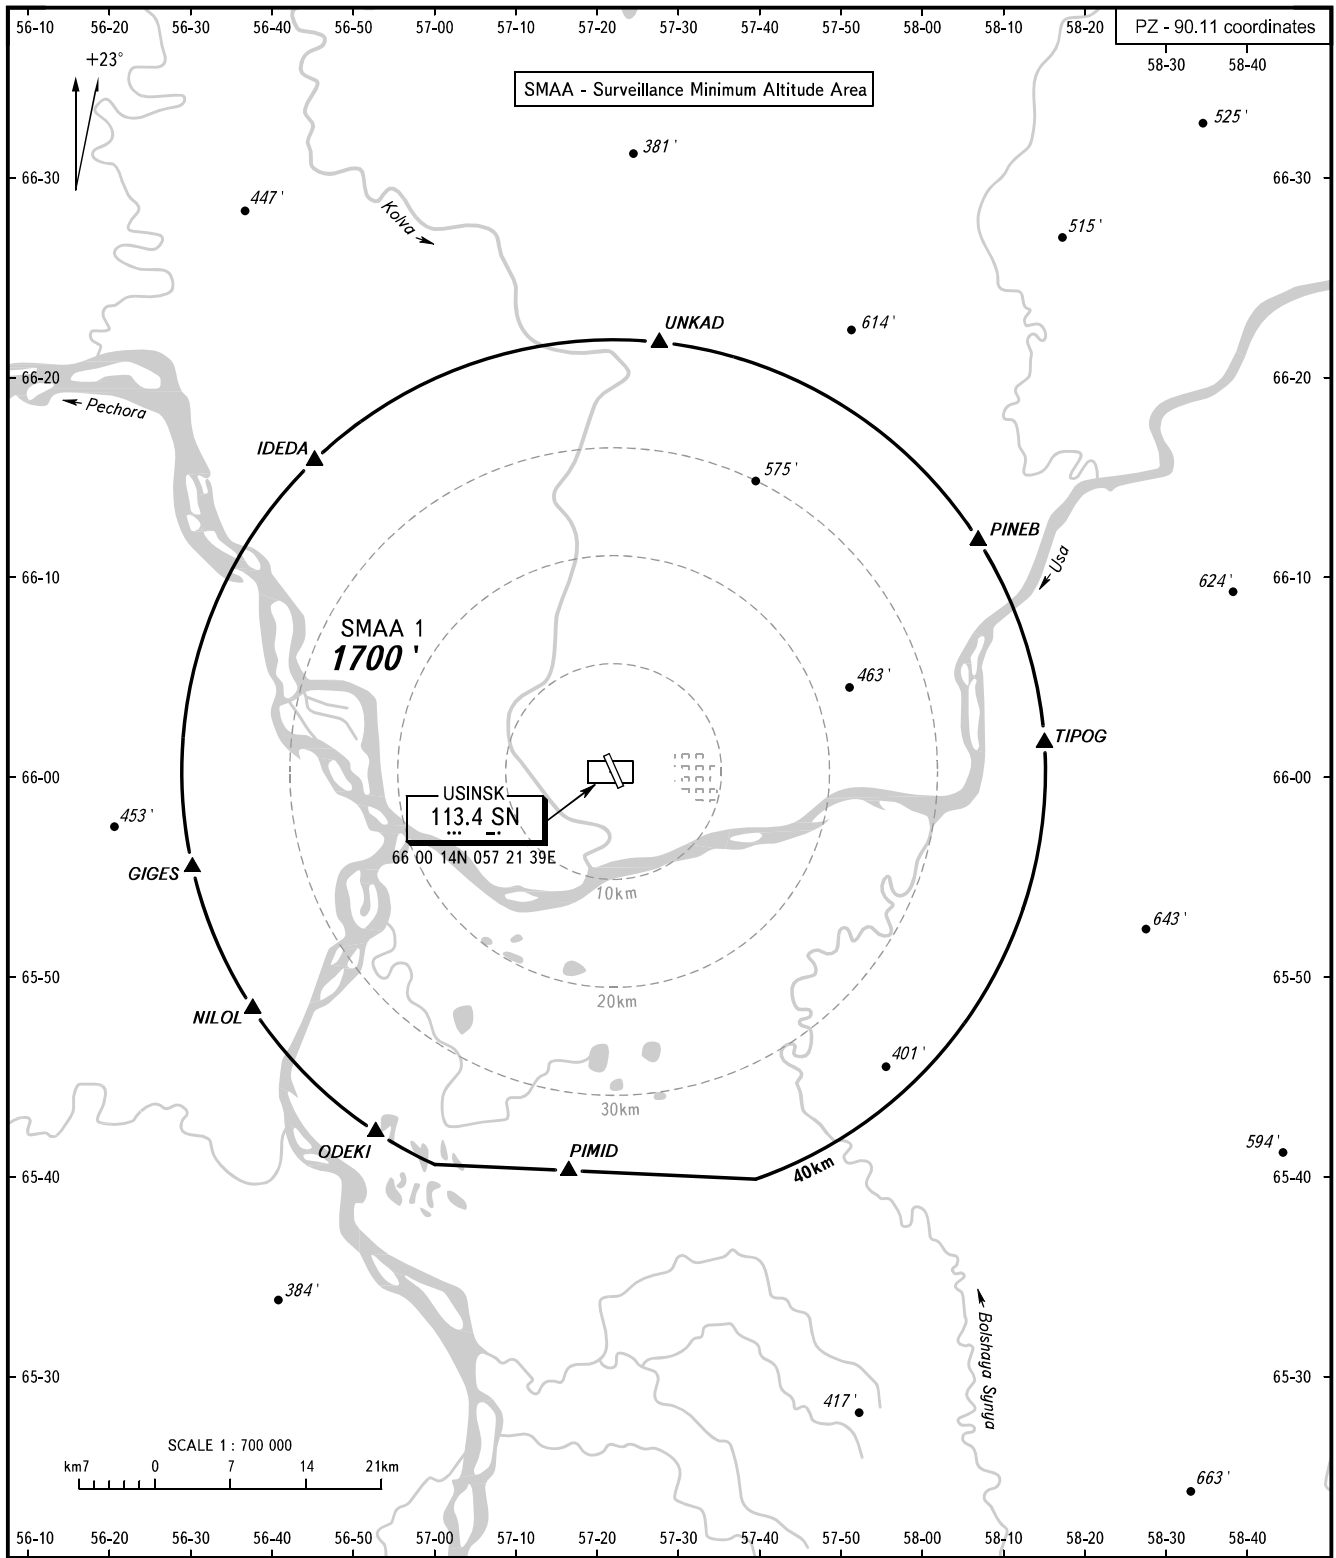 56-10 56-20 56-30 56-40 56-50 57-00 57-10 57-20 57-30 57-40 57-50 58-00 58-10 58-20
PZ - 90.11 coordinates
58-30 58-40
+23°
SMAA - Surveillance Minimum Altitude Area
525'
381'
66-30 66-30
447'
Kolva
515'
UNKAD
614'
66-20 66-20
Pechora
IDEDA
575'
PINEB
Usa
66-10 66-10
624'
SMAA 1
1700'
463'
TIPOG
66-00 66-00
USINSK
113.4 SN
66 00 14N 057 21 39E
453'
GIGES
10km
643'
65-50 65-50
20km
NILOL
401'
30km
ODEKI
PIMID
594'
40km
65-40 65-40
384'
Bolshaya Synya
65-30 65-30
417'
SCALE 1 : 700 000
km7 0 7 14 21km
663'
56-10 56-20 56-30 56-40 56-50 57-00 57-10 57-20 57-30 57-40 57-50 58-00 58-10 58-20 58-30 58-40